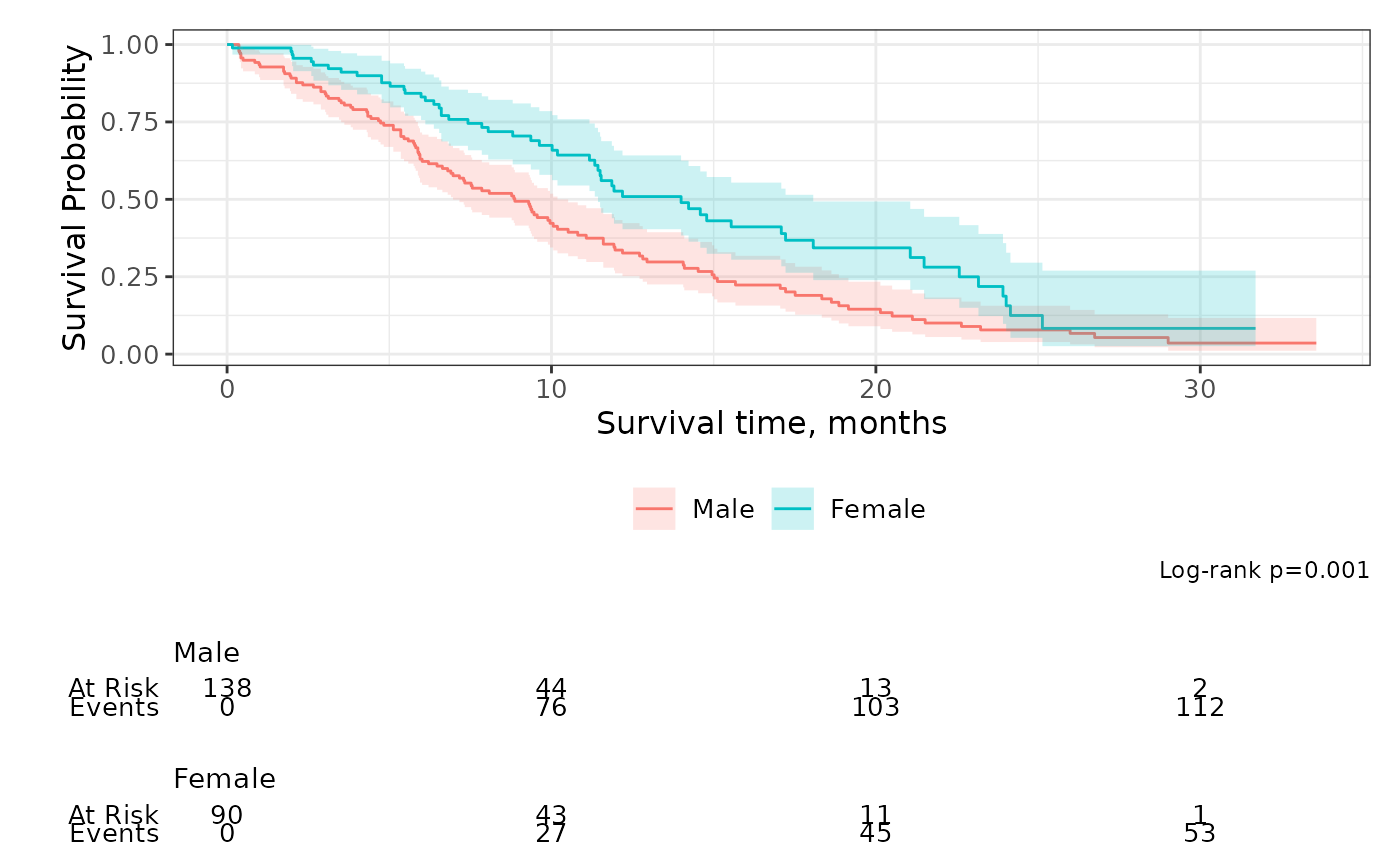 Survival Probability
1.00
0.75
0.50
0.25
0.00
0 10 20 30
Survival time, months
Male Female
Log-rank p=0.001
Male
At Risk 138 44 13 2
Events 0 76 103 112
Female
At Risk 90 43 11 1
Events 0 27 45 53